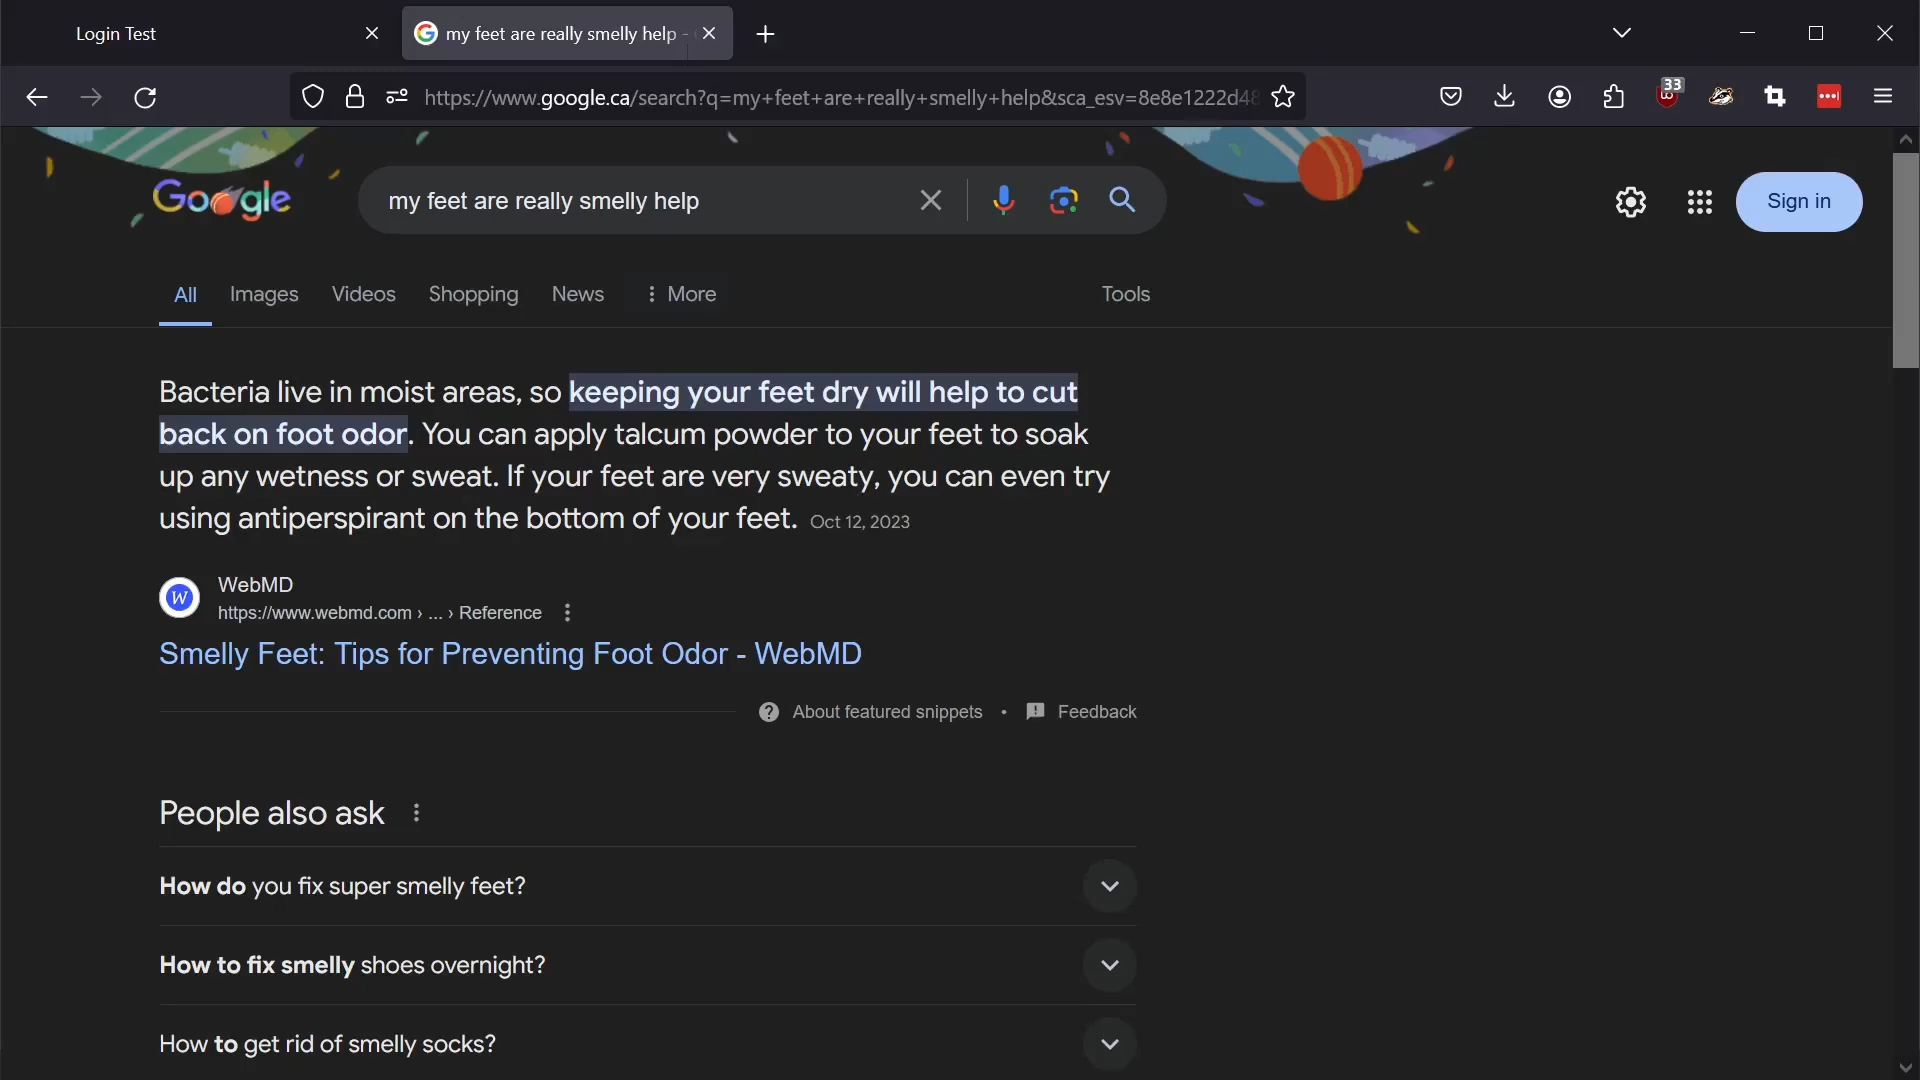 Login Test
my feet are really smelly help -
https://www.google.ca/search?q=my+feet+are+really+smelly+help&sca_esv=8e8e1222d48
33
Google
my feet are really smelly help
Sign in
All
Images
Videos
Shopping
News
More
Tools
Bacteria live in moist areas, so keeping your feet dry will help to cut
back on foot odor. You can apply talcum powder to your feet to soak
up any wetness or sweat. If your feet are very sweaty, you can even try
using antiperspirant on the bottom of your feet. Oct 12, 2023
W
WebMD
https://www.webmd.com › ... › Reference
Smelly Feet: Tips for Preventing Foot Odor - WebMD
About featured snippets • Feedback
People also ask
How do you fix super smelly feet?
How to fix smelly shoes overnight?
How to get rid of smelly socks?